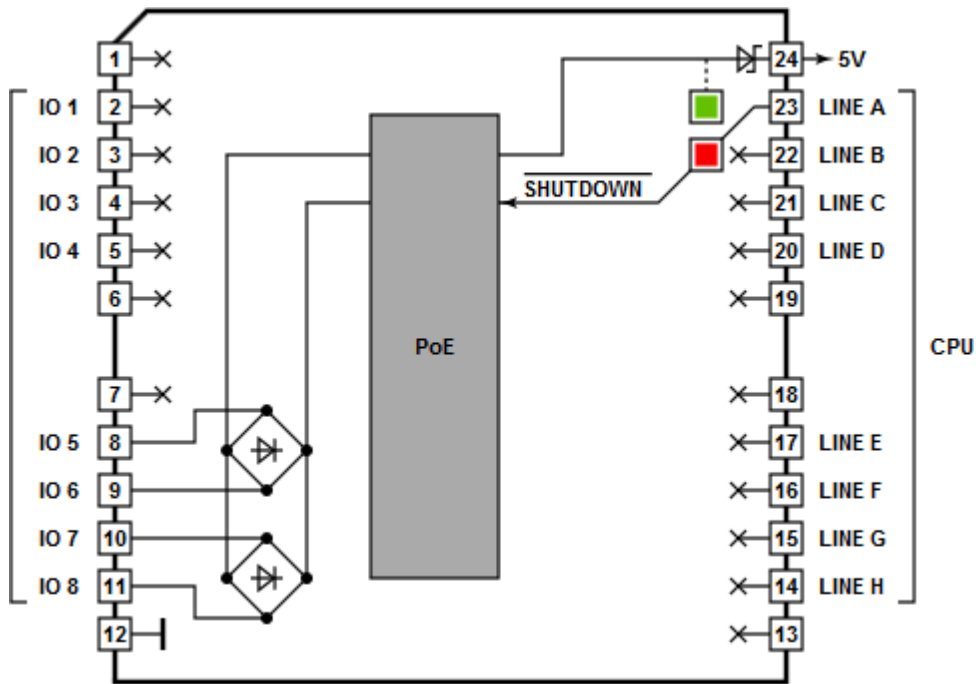 1
24
5V
IO 1
2
23
LINE A
IO 2
3
22
LINE B
SHUTDOWN
IO 3
4
21
LINE C
IO 4
5
20
LINE D
6
19
PoE
CPU
7
18
IO 5
8
17
LINE E
IO 6
9
16
LINE F
IO 7
10
15
LINE G
IO 8
11
14
LINE H
12
13